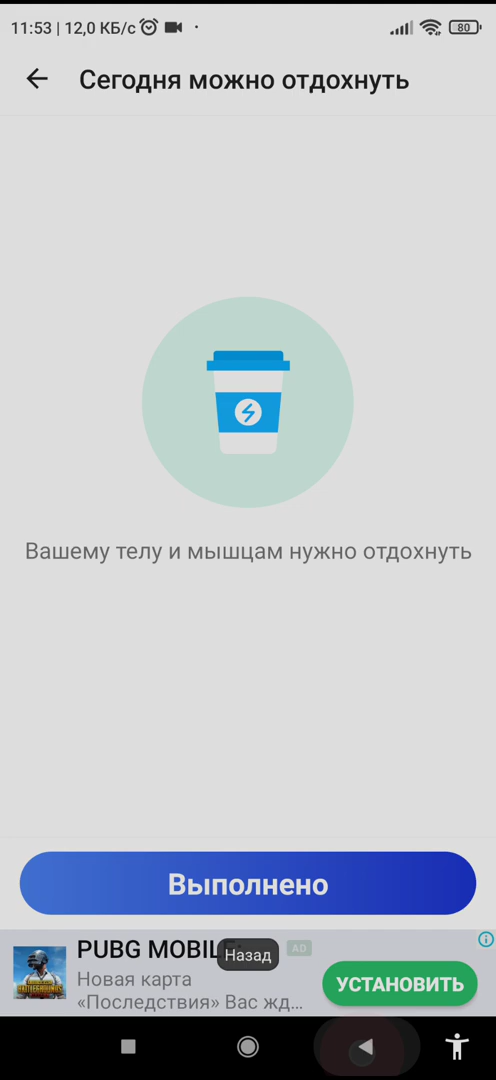 11:53 | 12,0 КБ/с
80
Сегодня можно отдохнуть
Вашему телу и мышцам нужно отдохнуть
Выполнено
PUBG MOBILE:
AD
Назад
Новая карта
«Последствия» Вас жд...
УСТАНОВИТЬ